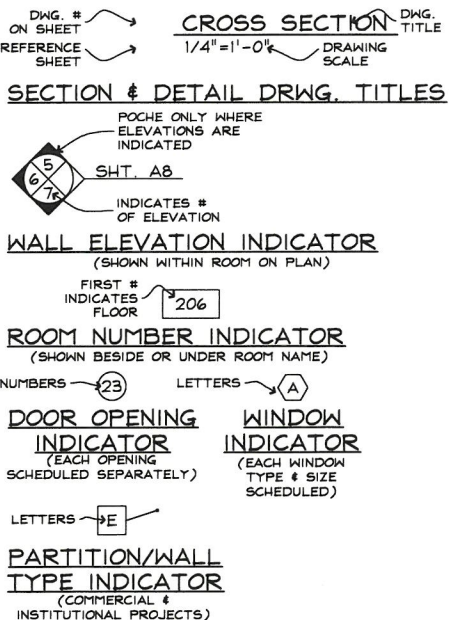 DWG. #
ON SHEET
CROSS SECTION
DWG.
TITLE
REFERENCE
SHEET
1/4"=1'-0"
DRAWING
SCALE
SECTION & DETAIL DRWG. TITLES
POCHE ONLY WHERE
ELEVATIONS ARE
INDICATED
5
6
7
SHT. A8
INDICATES #
OF ELEVATION
WALL ELEVATION INDICATOR
(SHOWN WITHIN ROOM ON PLAN)
FIRST #
INDICATES
FLOOR
206
ROOM NUMBER INDICATOR
(SHOWN BESIDE OR UNDER ROOM NAME)
NUMBERS
23
LETTERS
A
DOOR OPENING
INDICATOR
(EACH OPENING
SCHEDULED SEPARATELY)
WINDOW
INDICATOR
(EACH WINDOW
TYPE & SIZE
SCHEDULED)
LETTERS
E
PARTITION/WALL
TYPE INDICATOR
(COMMERCIAL &
INSTITUTIONAL PROJECTS)